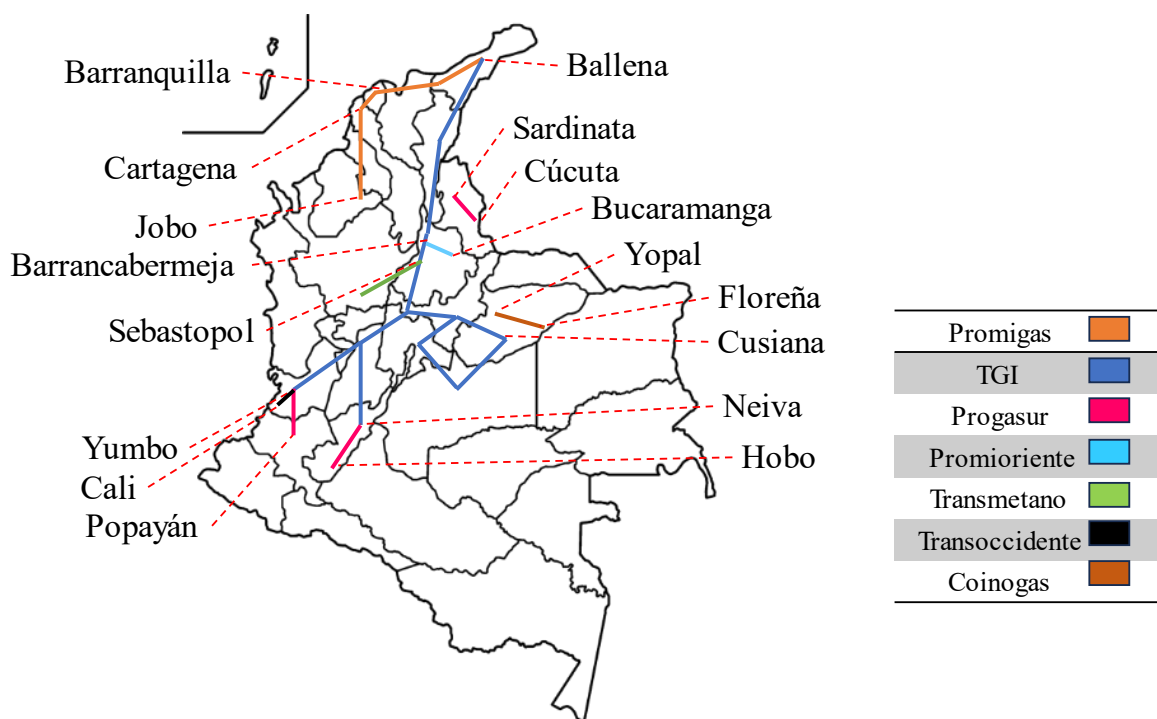 Barranquilla
Ballena
Sardinata
Cartagena
Cúcuta
Jobo
Bucaramanga
Barrancabermeja
Yopal
Floreña
Sebastopol
Cusiana
Neiva
Yumbo
Hobo
Cali
Popayán
Promigas
TGI
Progasur
Promioriente
Transmetano
Transoccidente
Coinogas